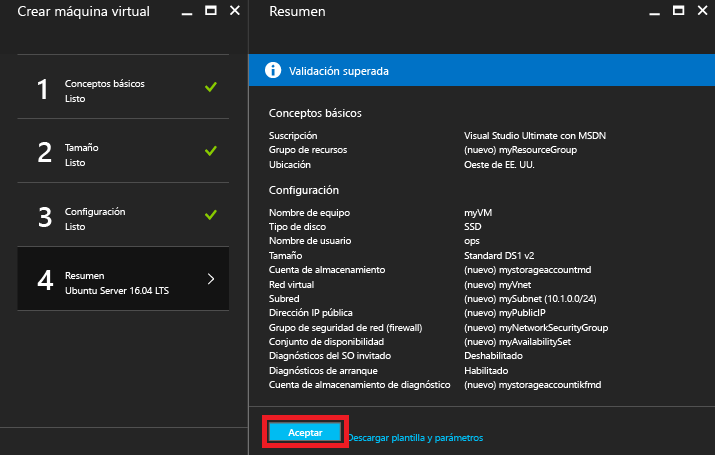 Crear máquina virtual
1
Conceptos básicos
Listo
2
Tamaño
Listo
3
Configuración
Listo
4
Resumen
Ubuntu Server 16.04 LTS
Resumen
Validación superada
Conceptos básicos
Suscripción Visual Studio Ultimate con MSDN
Grupo de recursos (nuevo) myResourceGroup
Ubicación Oeste de EE. UU.
Configuración
Nombre de equipo myVM
Tipo de disco SSD
Nombre de usuario ops
Tamaño Standard DS1 v2
Cuenta de almacenamiento (nuevo) mystorageaccountmd
Red virtual (nuevo) myVnet
Subred (nuevo) mySubnet (10.1.0.0/24)
Dirección IP pública (nuevo) myPublicIP
Grupo de seguridad de red (firewall) (nuevo) myNetworkSecurityGroup
Conjunto de disponibilidad (nuevo) myAvailabilitySet
Diagnósticos del SO invitado Deshabilitado
Diagnósticos de arranque Habilitado
Cuenta de almacenamiento de diagnóstico (nuevo) mystorageaccountikfmd
Aceptar
Descargar plantilla y parámetros